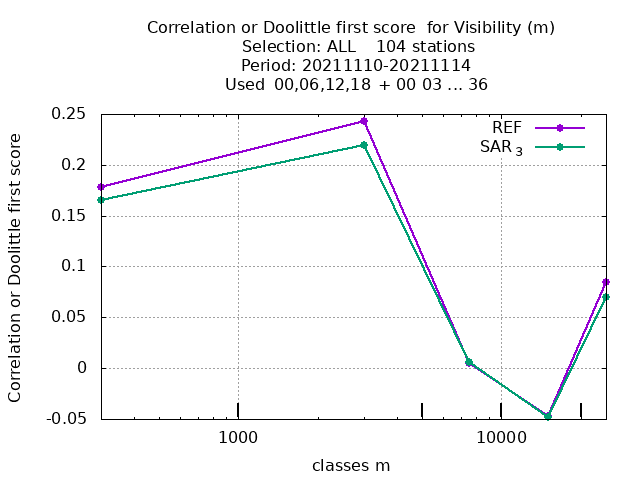 Correlation or Doolittle first score  for Visibility (m)
Selection: ALL    104 stations
Period: 20211110-20211114
Used  00,06,12,18  + 00 03 ... 36
Correlation or Doolittle first score
0.25
0.2
0.15
0.1
0.05
0
-0.05
REF
SAR 3
1000
10000
classes m